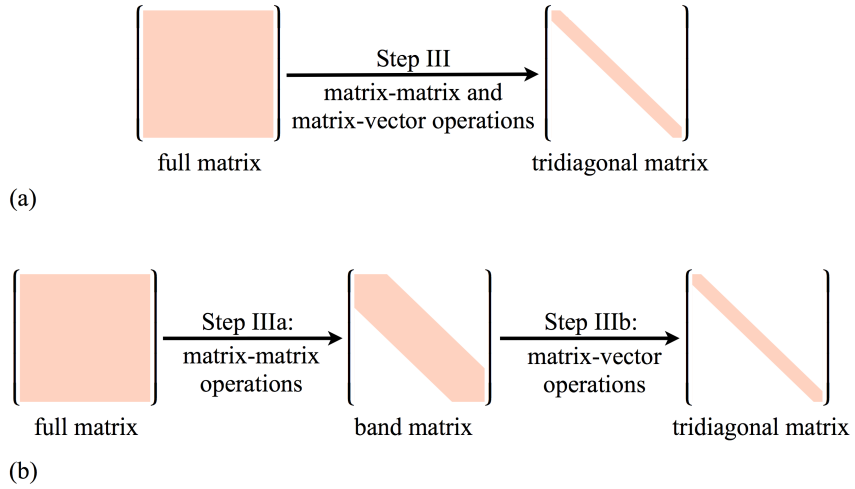 Step III
matrix-matrix and
matrix-vector operations
full matrix
tridiagonal matrix
(a)
Step IIIa:
matrix-matrix
operations
Step IIIb:
matrix-vector
operations
full matrix
band matrix
tridiagonal matrix
(b)